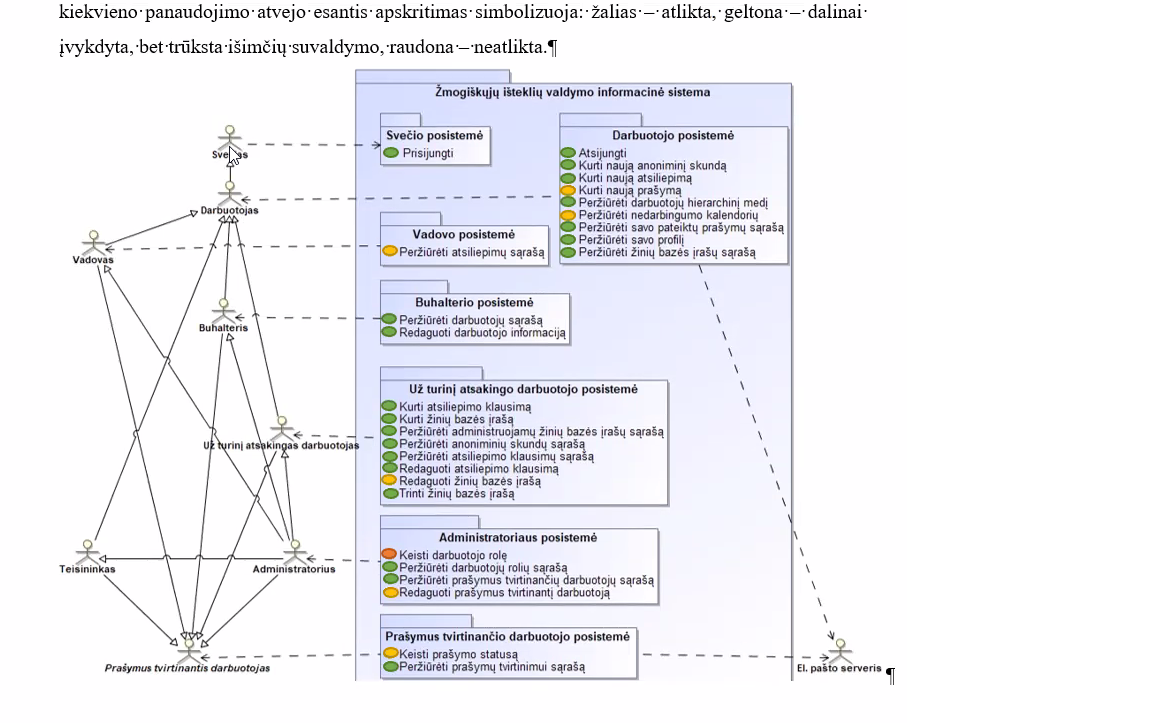 kiekvieno panaudojimo atvejo esantis apskritimas simbolizuoja: žalias – atlikta, geltona – dalinai
įvykdyta, bet trūksta išimčių suvaldymo, raudona – neatlikta.¶
Žmogiškųjų išteklių valdymo informacinė sistema
Svečio posistemė
Prisijungti
Darbuotojo posistemė
Atsijungti
Kurti naują anoniminį skundą
Kurti naują atsiliepimą
Kurti naują prašymą
Peržiūrėti darbuotojų hierarchinį medį
Peržiūrėti nedarbingumo kalendorių
Peržiūrėti savo pateiktų prašymų sąrašą
Peržiūrėti savo profilį
Peržiūrėti žinių bazės įrašų sąrašą
Darbuotojas
Vadovo posistemė
Peržiūrėti atsiliepimų sąrašą
Vadovas
Buhalterio posistemė
Peržiūrėti darbuotojų sąrašą
Redaguoti darbuotojo informaciją
Buhalteris
Už turinį atsakingo darbuotojo posistemė
Kurti atsiliepimo klausimą
Kurti žinių bazės įrašą
Peržiūrėti administruojamų žinių bazės įrašų sąrašą
Peržiūrėti anoniminių skundų sąrašą
Peržiūrėti atsiliepimo klausimų sąrašą
Redaguoti atsiliepimo klausimą
Redaguoti žinių bazės įrašą
Trinti žinių bazės įrašą
Už turinį atsakingas darbuotojas
Administratoriaus posistemė
Keisti darbuotojo rolę
Peržiūrėti darbuotojų rolių sąrašą
Peržiūrėti prašymus tvirtinančių darbuotojų sąrašą
Redaguoti prašymus tvirtinantį darbuotoją
Teisininkas
Administratorius
Prašymus tvirtinančio darbuotojo posistemė
Keisti prašymo statusą
Peržiūrėti prašymų tvirtinimui sąrašą
Prašymus tvirtinantis darbuotojas
El. pašto serveris ¶